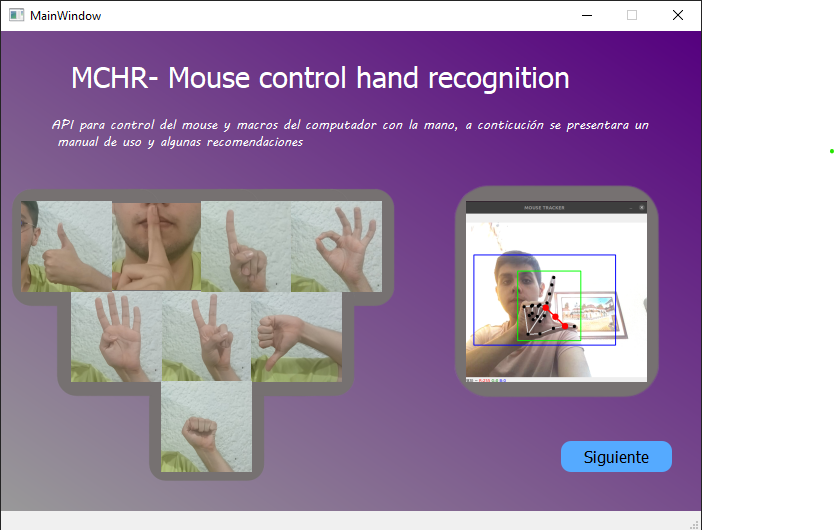 MainWindow
MCHR- Mouse control hand recognition
API para control del mouse y macros del computador con la mano, a conticución se presentara un
manual de uso y algunas recomendaciones
MOUSE TRACKER
Siguiente